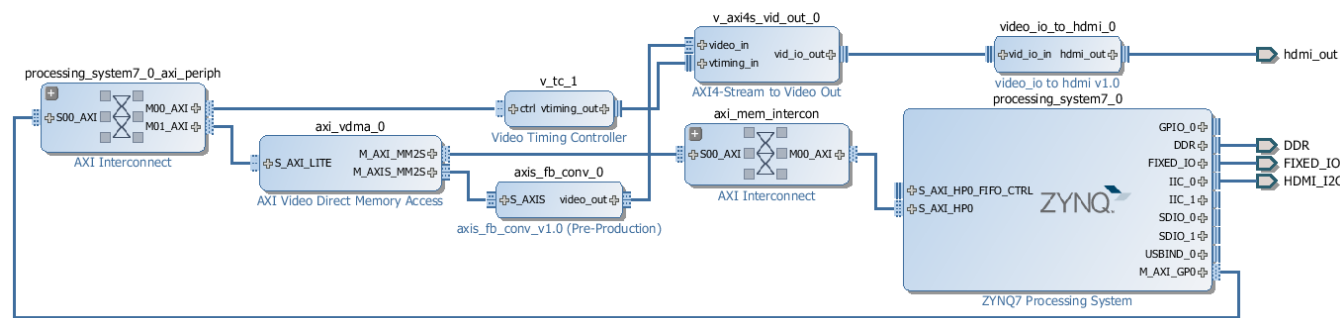 v_axi4s_vid_out_0
video_in
vtiming_in
vid_io_out
AXI4-Stream to Video Out
video_io_to_hdmi_0
vid_io_in
hdmi_out
video_io to hdmi v1.0
hdmi_out
processing_system7_0_axi_periph
S00_AXI
M00_AXI
M01_AXI
AXI Interconnect
v_tc_1
ctrl
vtiming_out
Video Timing Controller
axi_vdma_0
S_AXI_LITE
M_AXI_MM2S
M_AXIS_MM2S
AXI Video Direct Memory Access
axis_fb_conv_0
S_AXIS
video_out
axis_fb_conv_v1.0 (Pre-Production)
axi_mem_intercon
S00_AXI
M00_AXI
AXI Interconnect
processing_system7_0
S_AXI_HP0_FIFO_CTRL
S_AXI_HP0
ZYNQ
GPIO_0
DDR
FIXED_IO
IIC_0
IIC_1
SDIO_0
SDIO_1
USBIND_0
M_AXI_GP0
ZYNQ7 Processing System
DDR
FIXED_IO
HDMI_I2C